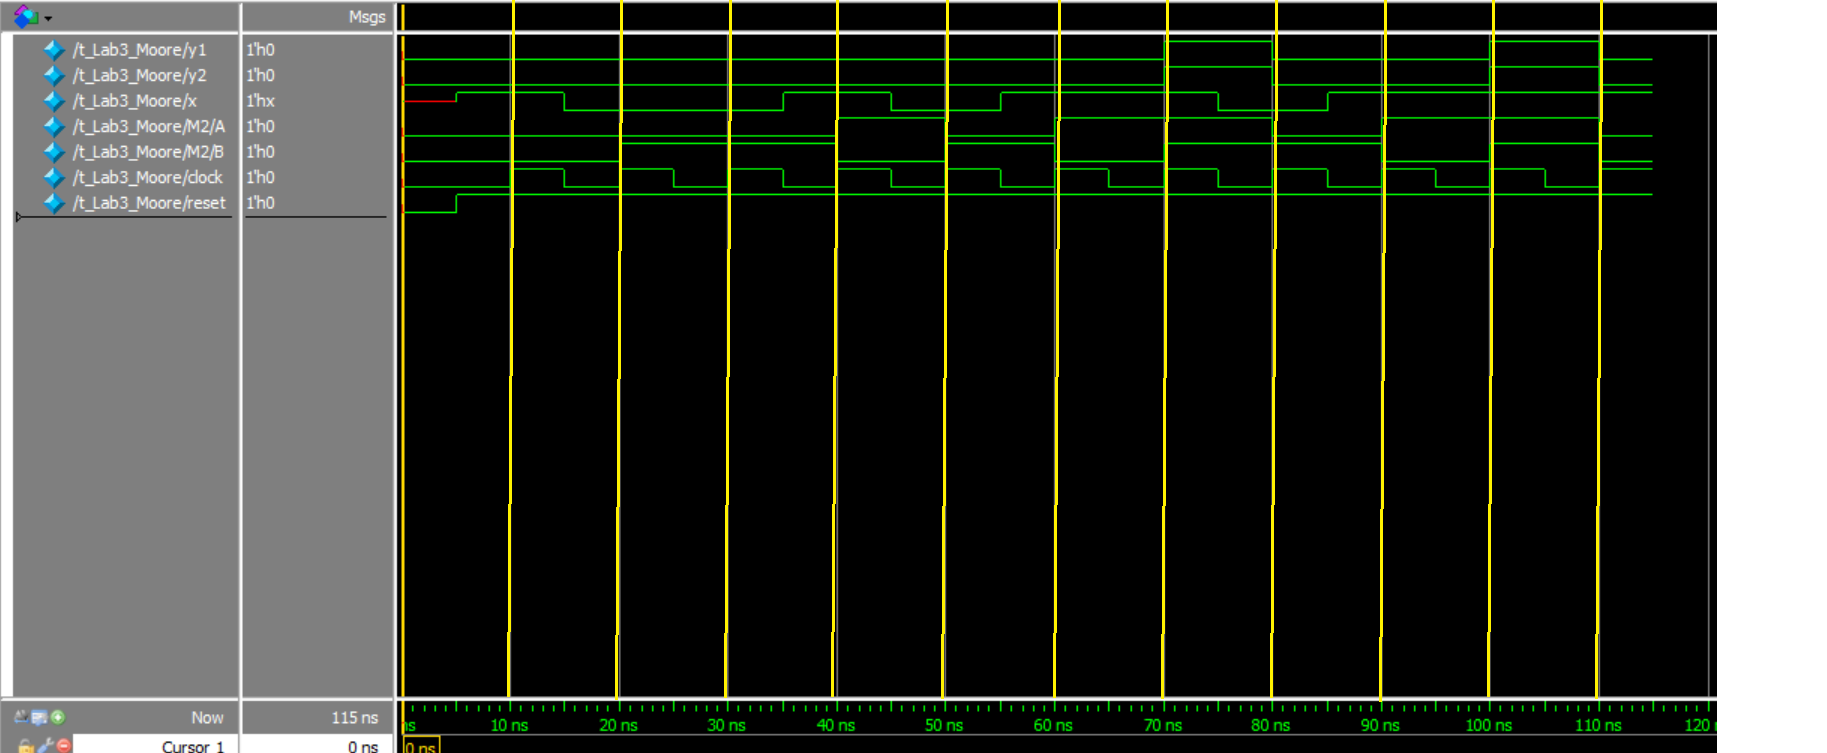 Msgs
/t_Lab3_Moore/y1 1'h0
/t_Lab3_Moore/y2 1'h0
/t_Lab3_Moore/x 1'hx
/t_Lab3_Moore/M2/A 1'h0
/t_Lab3_Moore/M2/B 1'h0
/t_Lab3_Moore/clock 1'h0
/t_Lab3_Moore/reset 1'h0
Now 115 ns ns 10 ns 20 ns 30 ns 40 ns 50 ns 60 ns 70 ns 80 ns 90 ns 100 ns 110 ns 120
Cursor 1 0 ns 0 ns